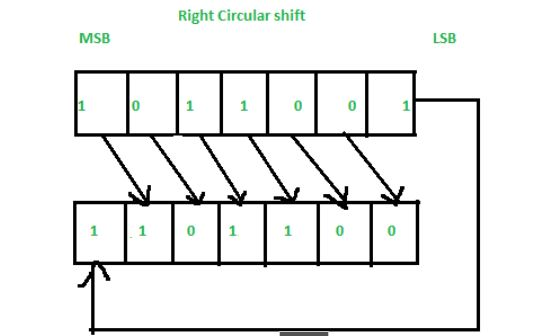 Right Circular shift
MSB LSB
1 0 1 1 0 0 1
1 1 0 1 1 0 0